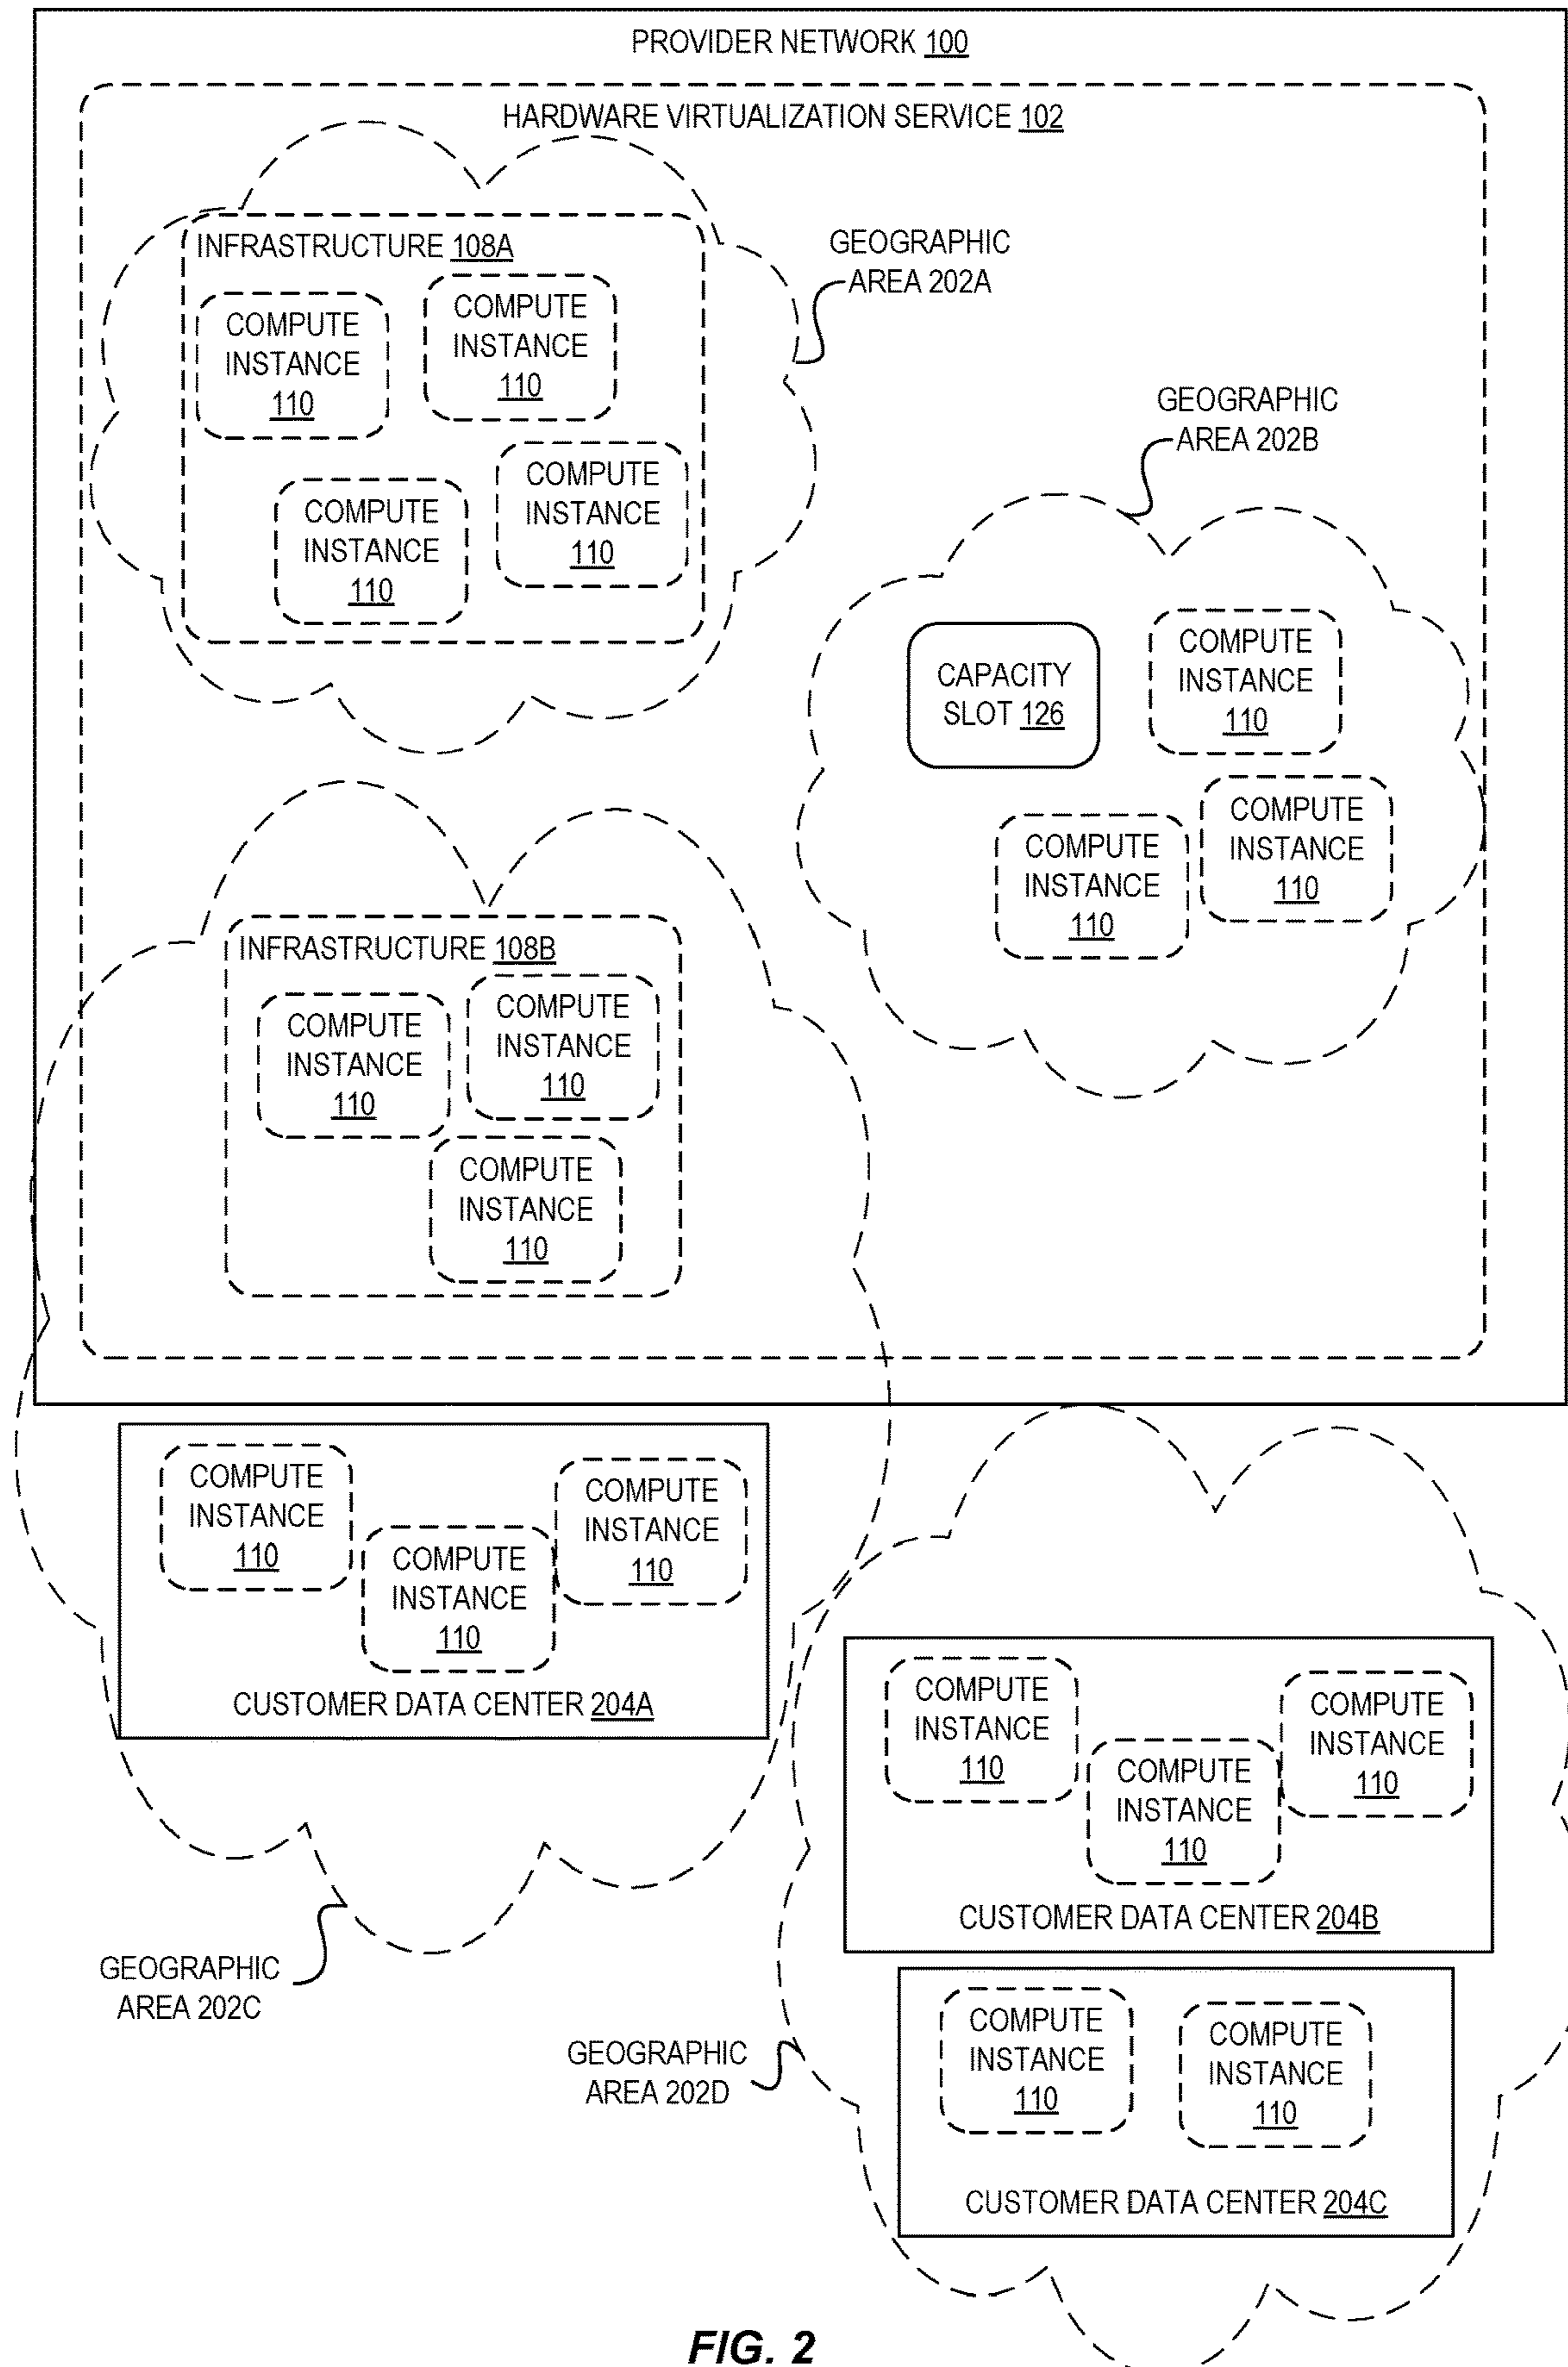 PROVIDER NETWORK 100
HARDWARE VIRTUALIZATION SERVICE 102
INFRASTRUCTURE 108A
COMPUTE
INSTANCE
110
COMPUTE
INSTANCE
110
COMPUTE
INSTANCE
110
COMPUTE
INSTANCE
110
GEOGRAPHIC
AREA 202A
GEOGRAPHIC
AREA 202B
CAPACITY
SLOT 126
COMPUTE
INSTANCE
110
COMPUTE
INSTANCE
110
COMPUTE
INSTANCE
110
INFRASTRUCTURE 108B
COMPUTE
INSTANCE
110
COMPUTE
INSTANCE
110
COMPUTE
INSTANCE
110
COMPUTE
INSTANCE
110
COMPUTE
INSTANCE
110
COMPUTE
INSTANCE
110
CUSTOMER DATA CENTER 204A
COMPUTE
INSTANCE
110
COMPUTE
INSTANCE
110
COMPUTE
INSTANCE
110
CUSTOMER DATA CENTER 204B
GEOGRAPHIC
AREA 202C
GEOGRAPHIC
AREA 202D
COMPUTE
INSTANCE
110
COMPUTE
INSTANCE
110
CUSTOMER DATA CENTER 204C
FIG. 2